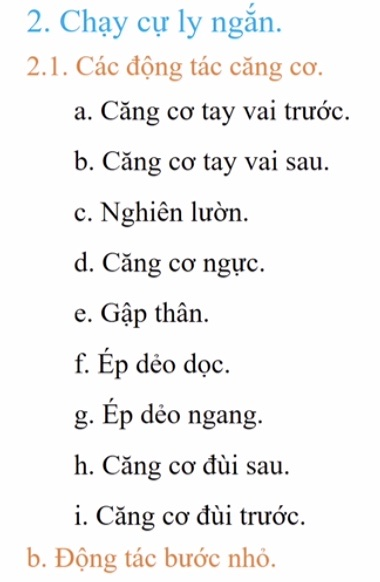 2. Chạy cự ly ngắn.
2.1. Các động tác căng cơ.
a. Căng cơ tay vai trước.
b. Căng cơ tay vai sau.
c. Nghiên lườn.
d. Căng cơ ngực.
e. Gập thân.
f. Ép dẻo dọc.
g. Ép dẻo ngang.
h. Căng cơ đùi sau.
i. Căng cơ đùi trước.
b. Động tác bước nhỏ.